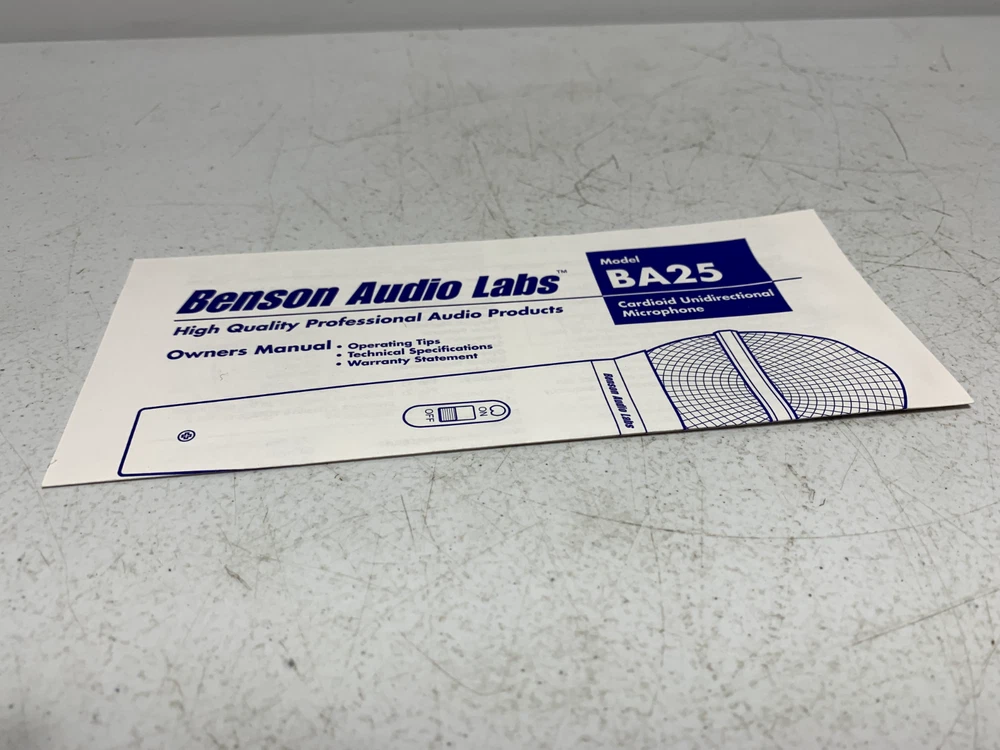 Benson Audio Labs™
High Quality Professional Audio Products
Owners Manual
• Operating Tips
• Technical Specifications
• Warranty Statement
Model
BA25
Cardioid Unidirectional
Microphone
OFF
ON
Benson Audio Labs